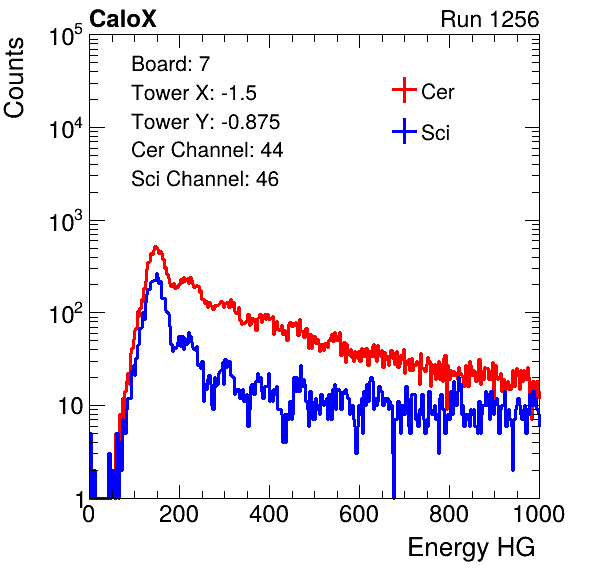 CaloX Run 1256
Counts
Board: 7
Tower X: -1.5
Tower Y: -0.875
Cer Channel: 44
Sci Channel: 46
Cer
Sci
10^5
10^4
10^3
10^2
10
1
0 200 400 600 800 1000
Energy HG